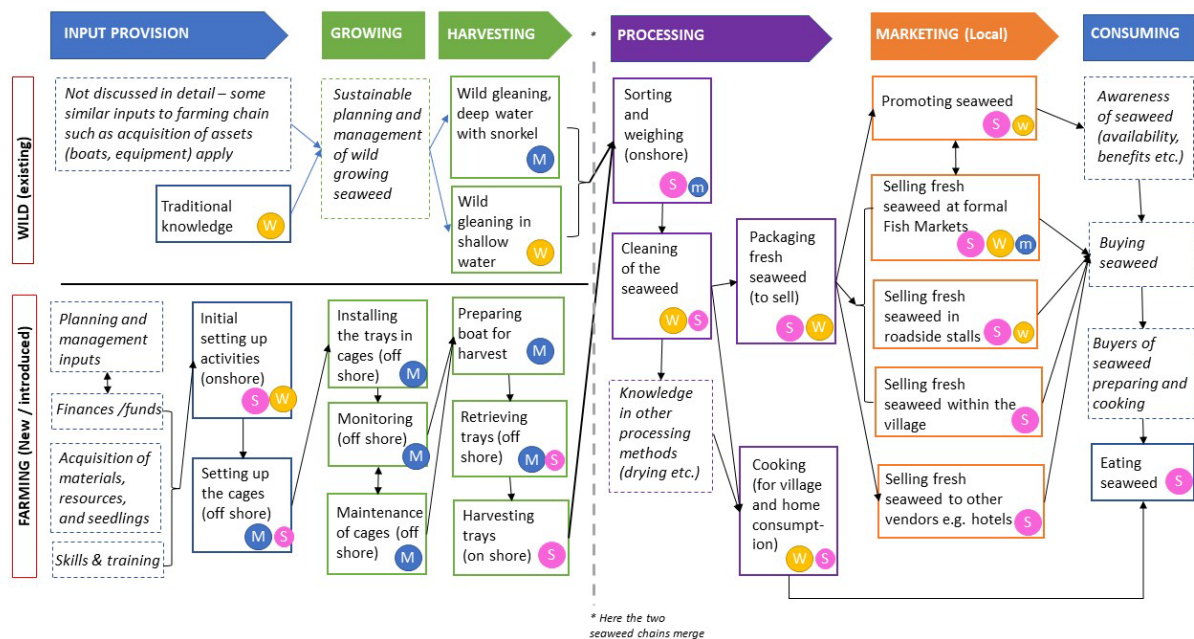 INPUT PROVISION
GROWING
HARVESTING
*
PROCESSING
MARKETING (Local)
CONSUMING
WILD (existing)
Not discussed in detail – some
similar inputs to farming chain
such as acquisition of assets
(boats, equipment) apply
Traditional
knowledge
W
Sustainable
planning and
management
of wild
growing
seaweed
Wild gleaning,
deep water
with snorkel
M
Wild
gleaning in
shallow
water
W
FARMING (New / introduced)
Planning and
management
inputs
Finances /funds
Acquisition of
materials,
resources,
and seedlings
Skills & training
Initial
setting up
activities
(onshore)
S W
Setting up
the cages
(off shore)
M S
Installing
the trays in
cages (off
shore)
M
Monitoring
(off shore)
M
Maintenance
of cages (off
shore)
M
Preparing
boat for
harvest
M
Retrieving
trays (off
shore)
M S
Harvesting
trays
(on shore)
S
Sorting
and
weighing
(onshore)
S m
Cleaning
of the
seaweed
W S
Knowledge
in other
processing
methods
(drying etc.)
Packaging
fresh
seaweed
(to sell)
S W
Cooking
(for village
and home
consumpt-
ion)
W S
Promoting seaweed
S w
Selling fresh
seaweed at formal
Fish Markets
S W m
Selling fresh
seaweed in
roadside stalls
S w
Selling fresh
seaweed within the
village
S
Selling fresh
seaweed to other
vendors e.g. hotels
S
Awareness
of seaweed
(availability,
benefits etc.)
Buying
seaweed
Buyers of
seaweed
preparing and
cooking
Eating
seaweed
S
* Here the two
seaweed chains merge